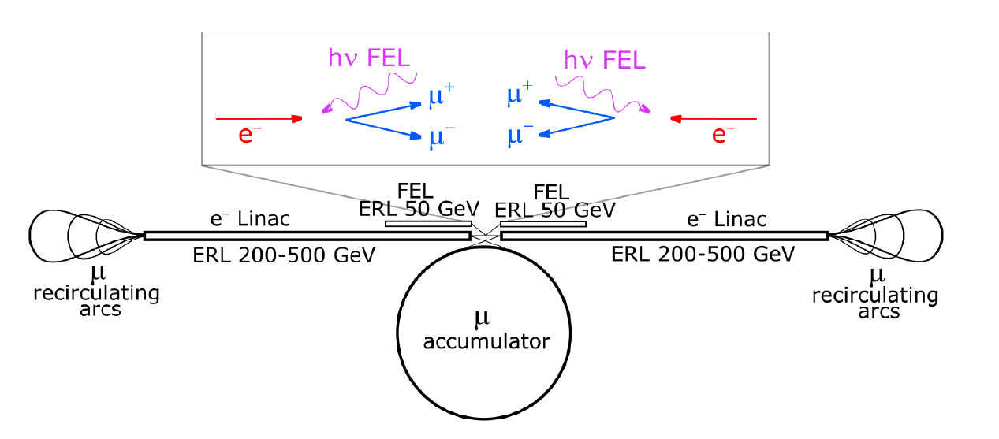 hν FEL
hν FEL
μ⁺
μ⁺
e⁻
μ⁻
μ⁻
e⁻
FEL
ERL 50 GeV
FEL
ERL 50 GeV
e⁻ Linac
e⁻ Linac
ERL 200-500 GeV
ERL 200-500 GeV
μ
recirculating
arcs
μ
recirculating
arcs
μ
accumulator